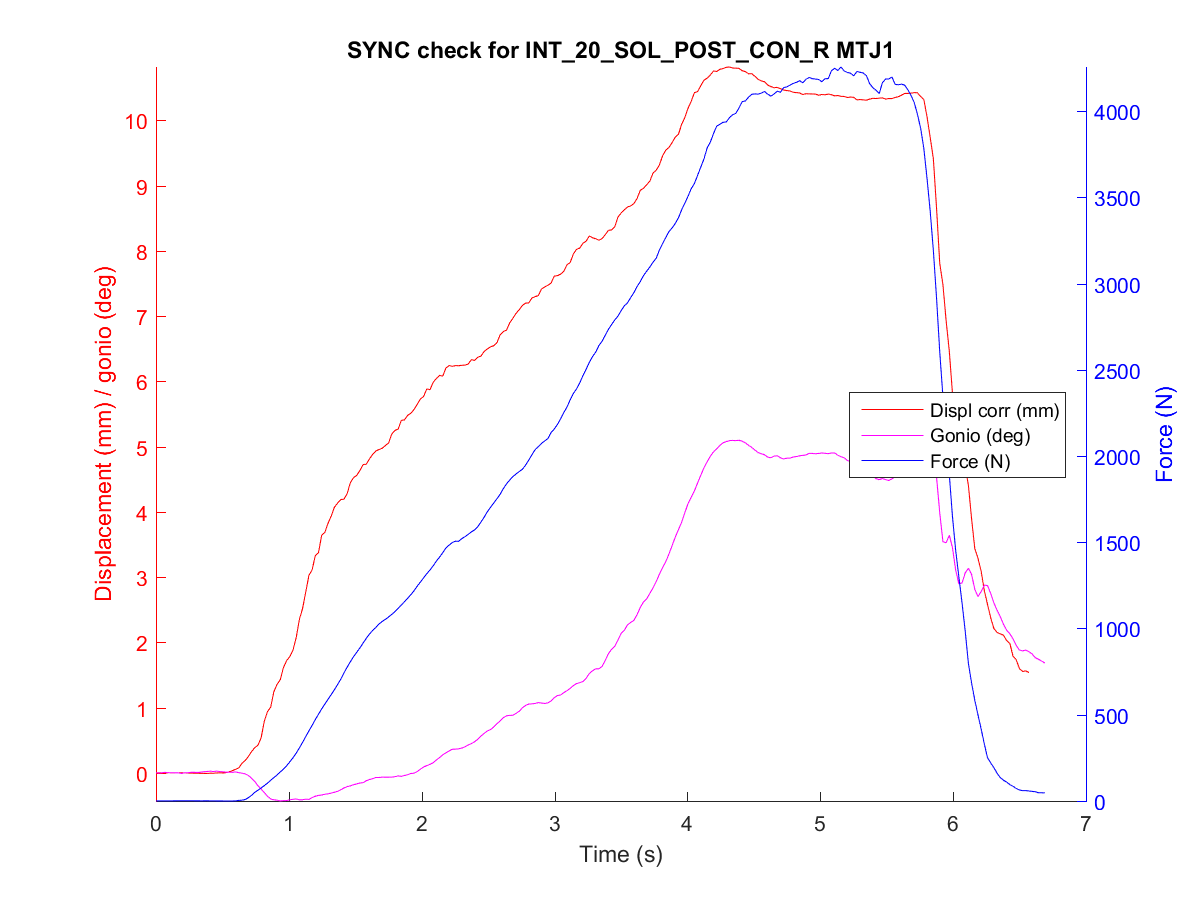 SYNC check for INT_20_SOL_POST_CON_R MTJ1
Displacement (mm) / gonio (deg)
10
9
8
7
6
5
4
3
2
1
0
4000
3500
3000
2500
2000
1500
1000
500
0
Force (N)
Displ corr (mm)
Gonio (deg)
Force (N)
0 1 2 3 4 5 6 7
Time (s)